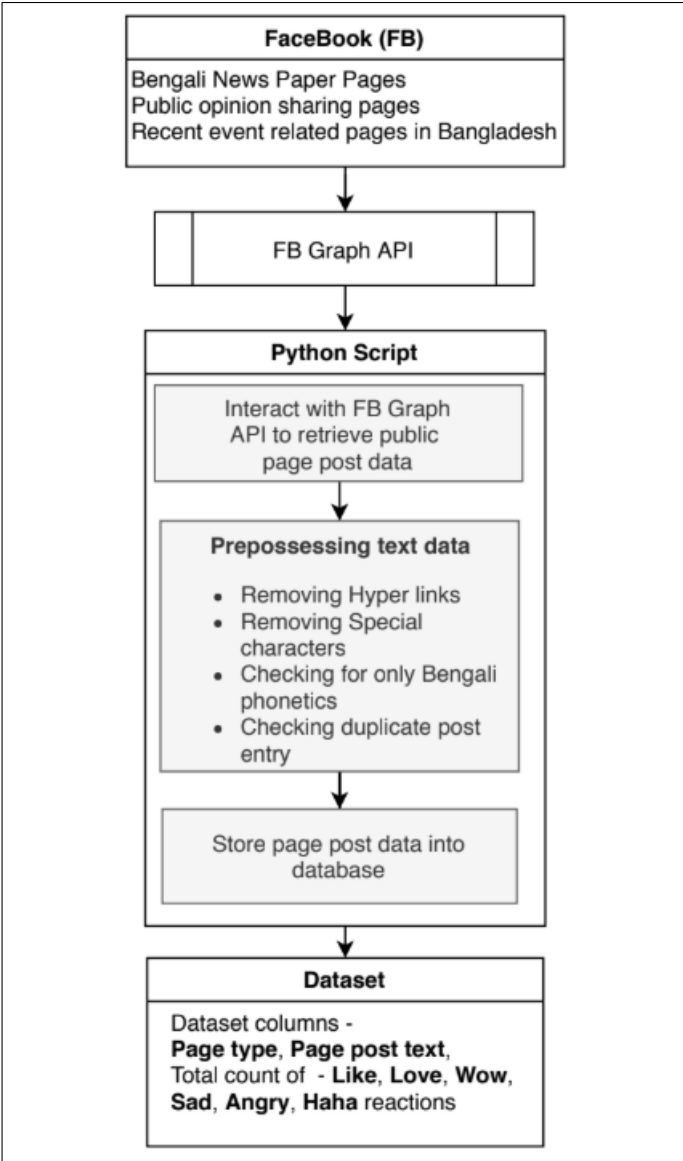 FaceBook (FB)
Bengali News Paper Pages
Public opinion sharing pages
Recent event related pages in Bangladesh
FB Graph API
Python Script
Interact with FB Graph
API to retrieve public
page post data
Prepossessing text data
• Removing Hyper links
• Removing Special
characters
• Checking for only Bengali
phonetics
• Checking duplicate post
entry
Store page post data into
database
Dataset
Dataset columns -
Page type, Page post text,
Total count of - Like, Love, Wow,
Sad, Angry, Haha reactions